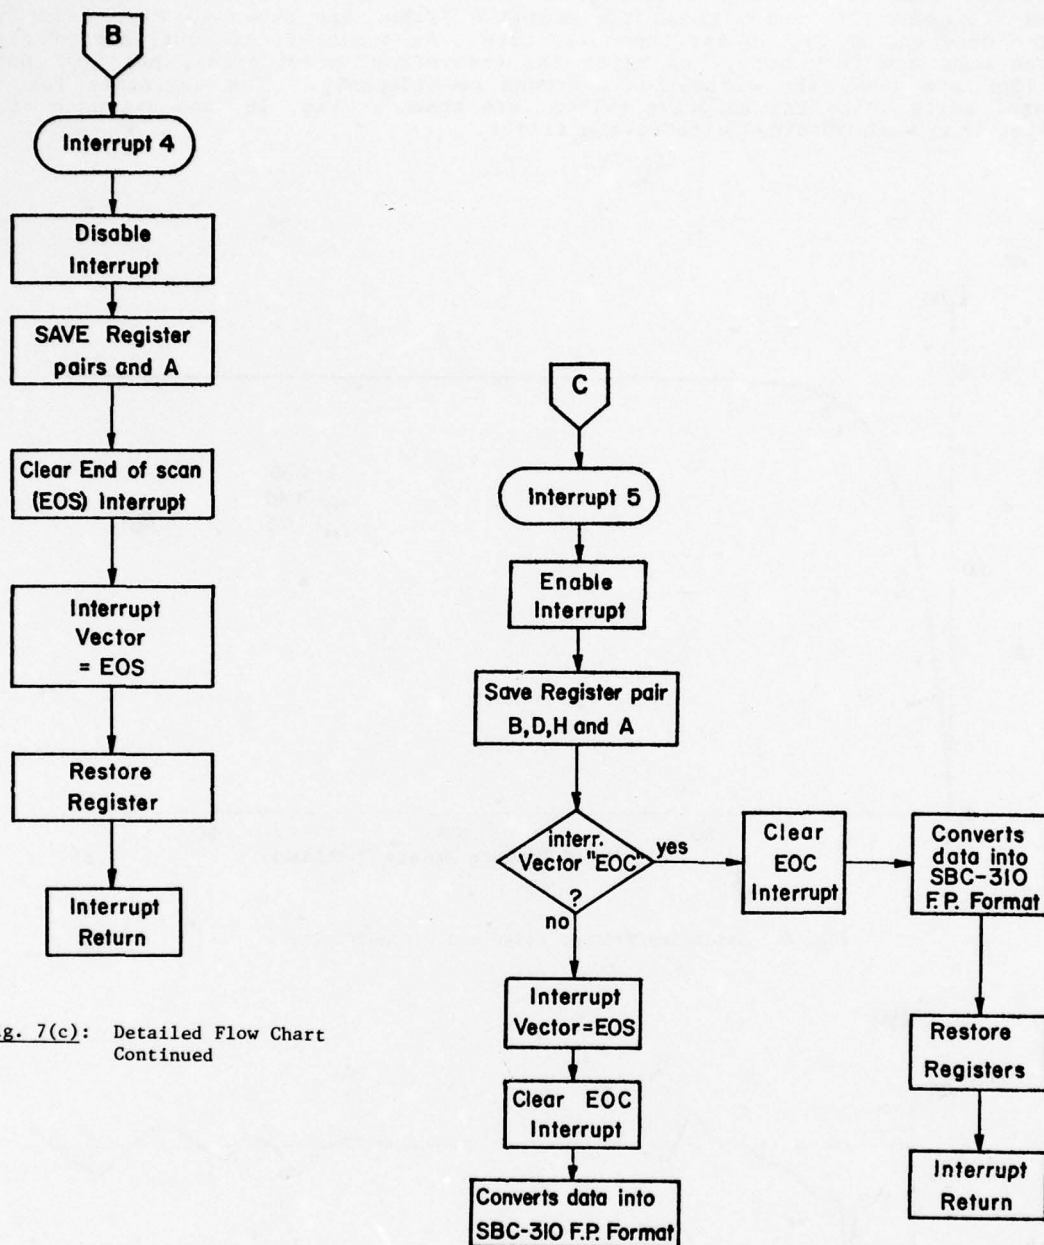 B
Interrupt 4
Disable
Interrupt
SAVE Register
pairs and A
Clear End of scan
(EOS) Interrupt
Interrupt
Vector
= EOS
Restore
Register
Interrupt
Return
g. 7(c): Detailed Flow Chart
Continued
C
Interrupt 5
Enable
Interrupt
Save Register pair
B,D,H and A
interr.
Vector "EOC"
?
yes
no
Clear
EOC
Interrupt
Converts
data into
SBC-310
F.P. Format
Restore
Registers
Interrupt
Return
Interrupt
Vector=EOS
Clear EOC
Interrupt
Converts data into
SBC-310 F.P. Format